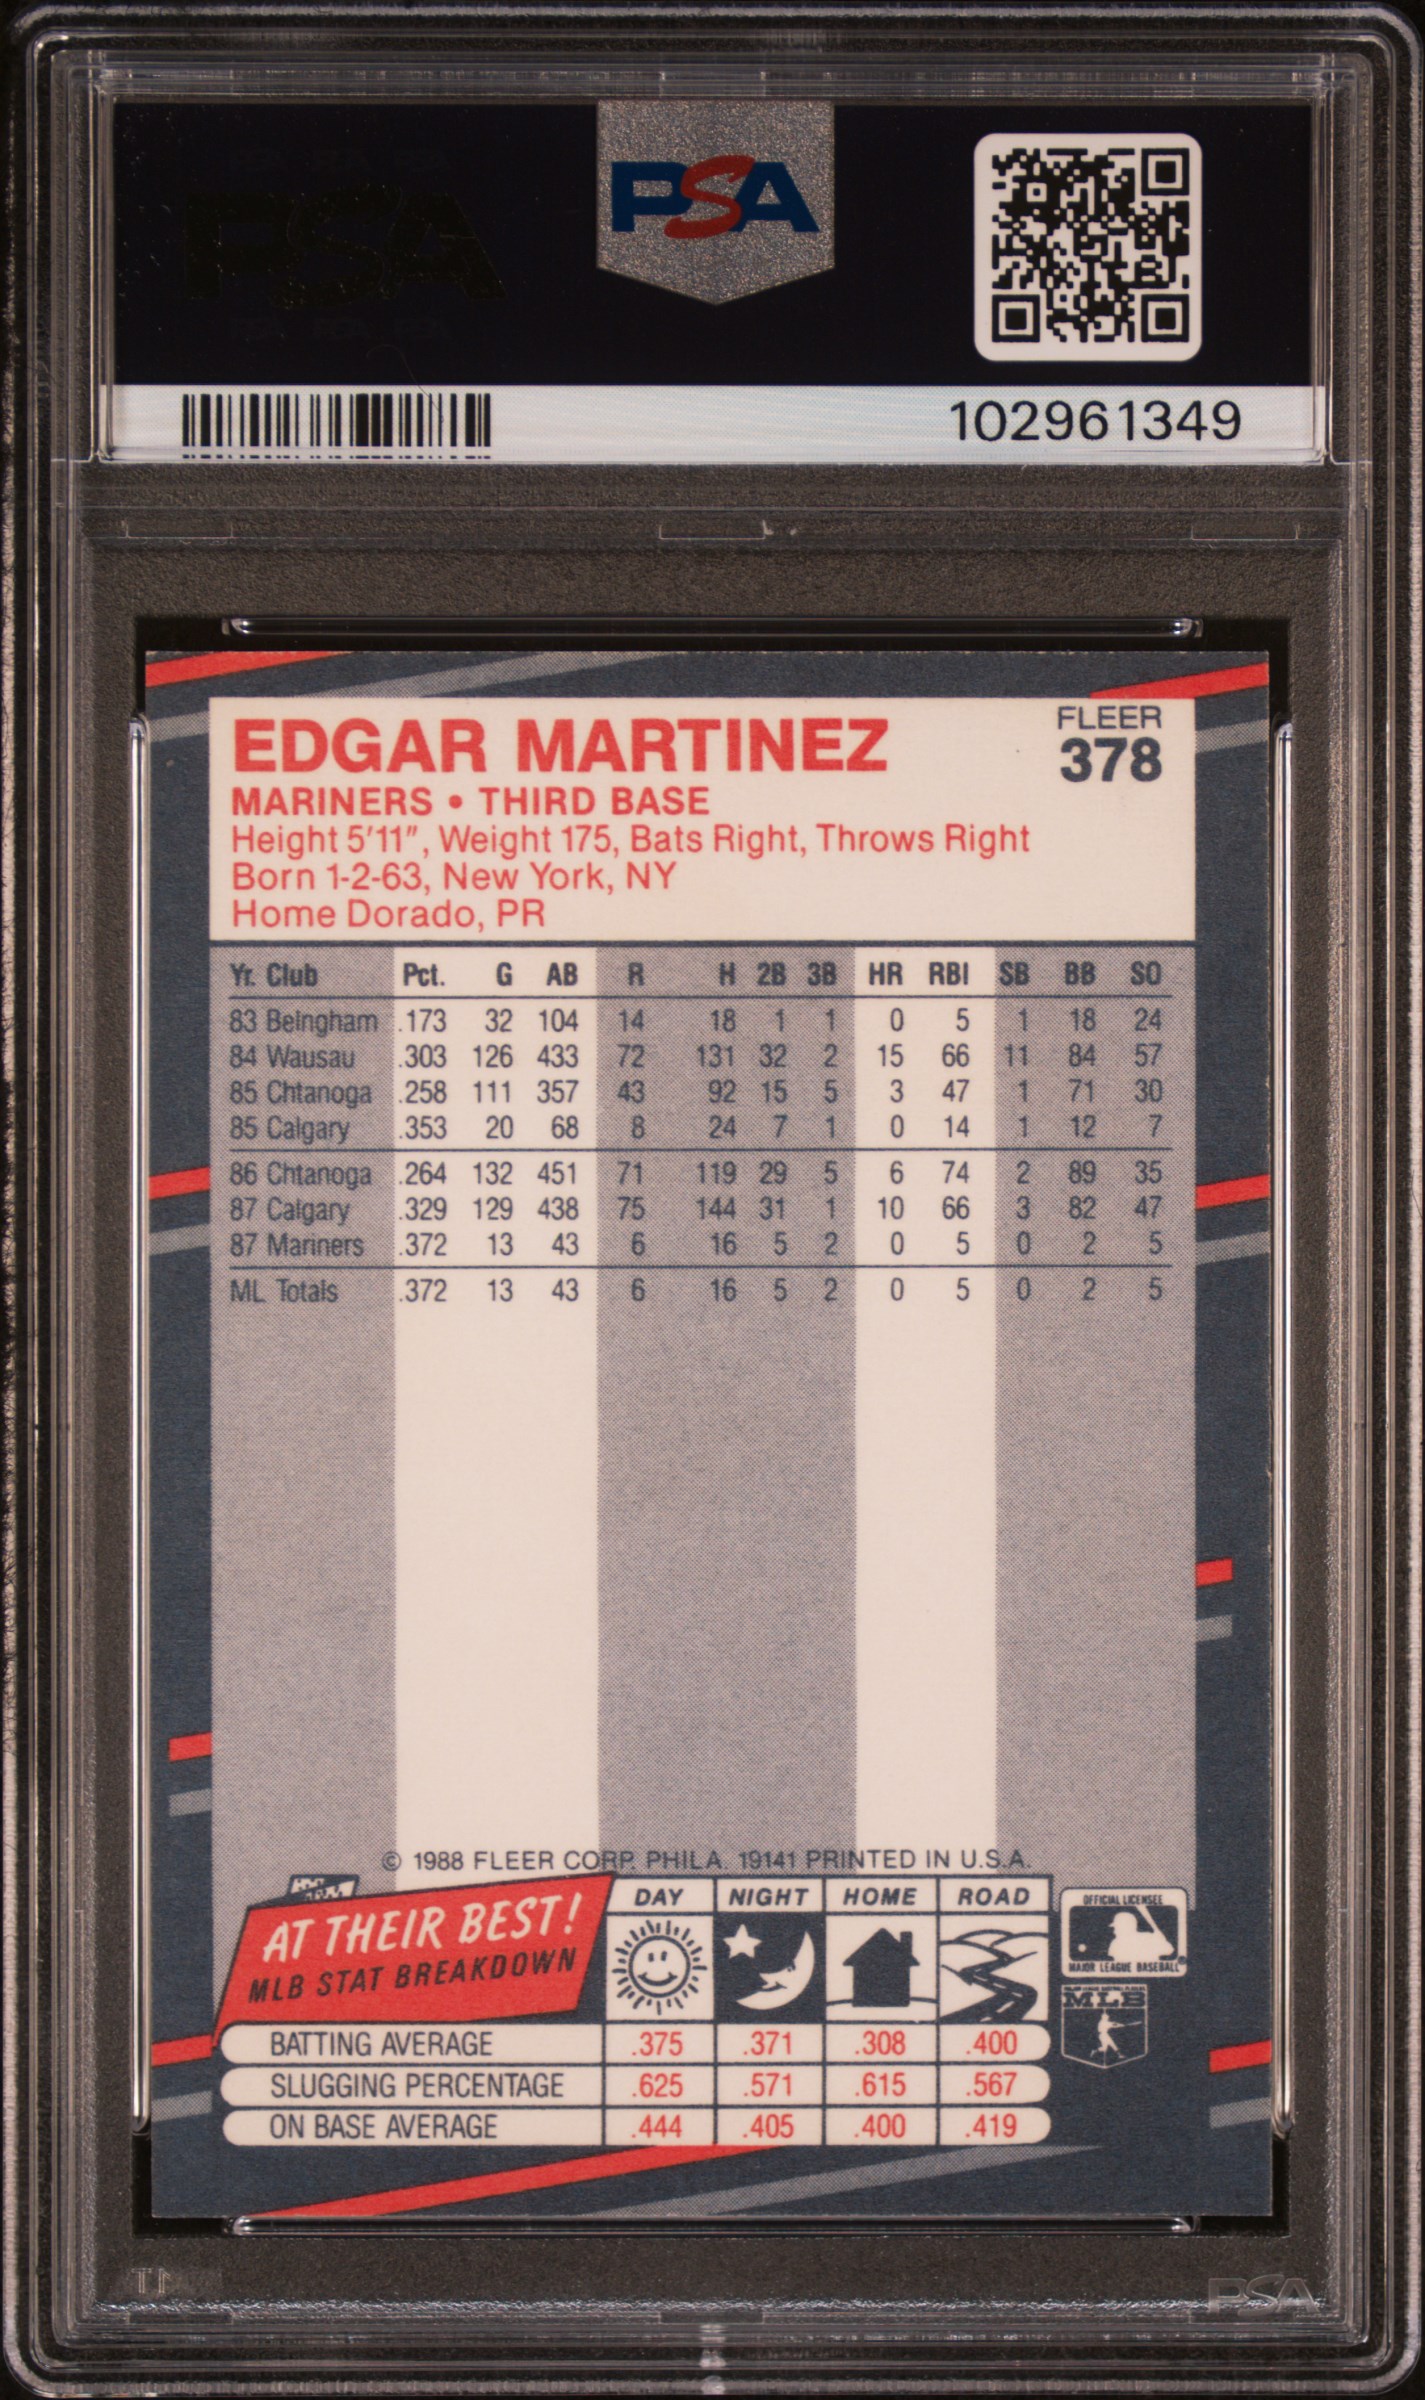 PSA
PSA
102961349
EDGAR MARTINEZ
FLEER
378
MARINERS • THIRD BASE
Height 5'11", Weight 175, Bats Right, Throws Right
Born 1-2-63, New York, NY
Home Dorado, PR
Yr. Club Pct. G AB R H 2B 3B HR RBI SB BB SO
83 Belngham .173 32 104 14 18 1 1 0 5 1 18 24
84 Wausau .303 126 433 72 131 32 2 15 66 11 84 57
85 Chtanoga .258 111 357 43 92 15 5 3 47 1 71 30
85 Calgary .353 20 68 8 24 7 1 0 14 1 12 7
86 Chtanoga .264 132 451 71 119 29 5 6 74 2 89 35
87 Calgary .329 129 438 75 144 31 1 10 66 3 82 47
87 Mariners .372 13 43 6 16 5 2 0 5 0 2 5
ML Totals .372 13 43 6 16 5 2 0 5 0 2 5
© 1988 FLEER CORP. PHILA. 19141 PRINTED IN U.S.A.
AT THEIR BEST!
MLB STAT BREAKDOWN
DAY NIGHT HOME ROAD
OFFICIAL LICENSEE
MAJOR LEAGUE BASEBALL®
MLB
BATTING AVERAGE .375 .371 .308 .400
SLUGGING PERCENTAGE .625 .571 .615 .567
ON BASE AVERAGE .444 .405 .400 .419
PSA